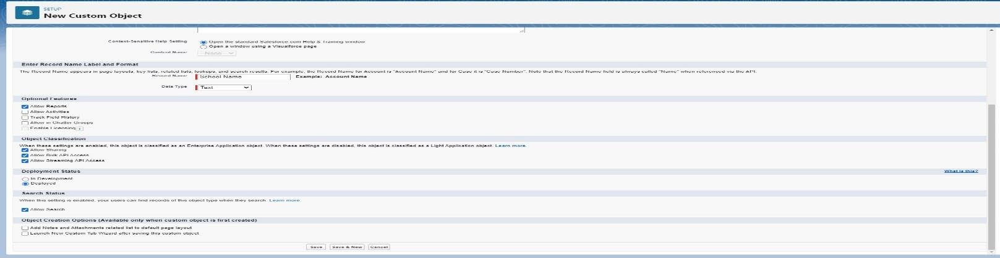 SETUP
New Custom Object
Context-Sensitive Help Setting
Open the standard Salesforce.com Help & Training window
Open a window using a Visualforce page
Content Name
--None--
Enter Record Name Label and Format
The Record Name appears in page layouts, key lists, related lists, lookups, and search results. For example, the Record Name for Account is "Account Name" and for Case it is "Case Number". Note that the Record Name field is always called "Name" when referenced via the API.
Record Name School Name Example: Account Name
Data Type Text
Optional Features
Allow Reports
Allow Activities
Track Field History
Allow in Chatter Groups
Enable Licensing i
Object Classification
When these settings are enabled, this object is classified as an Enterprise Application object. When these settings are disabled, this object is classified as a Light Application object. Learn more.
Allow Sharing
Allow Bulk API Access
Allow Streaming API Access
Deployment Status What is this?
In Development
Deployed
Search Status
When this setting is enabled, your users can find records of this object type when they search. Learn more.
Allow Search
Object Creation Options (Available only when custom object is first created)
Add Notes and Attachments related list to default page layout
Launch New Custom Tab Wizard after saving this custom object
Save Save & New Cancel